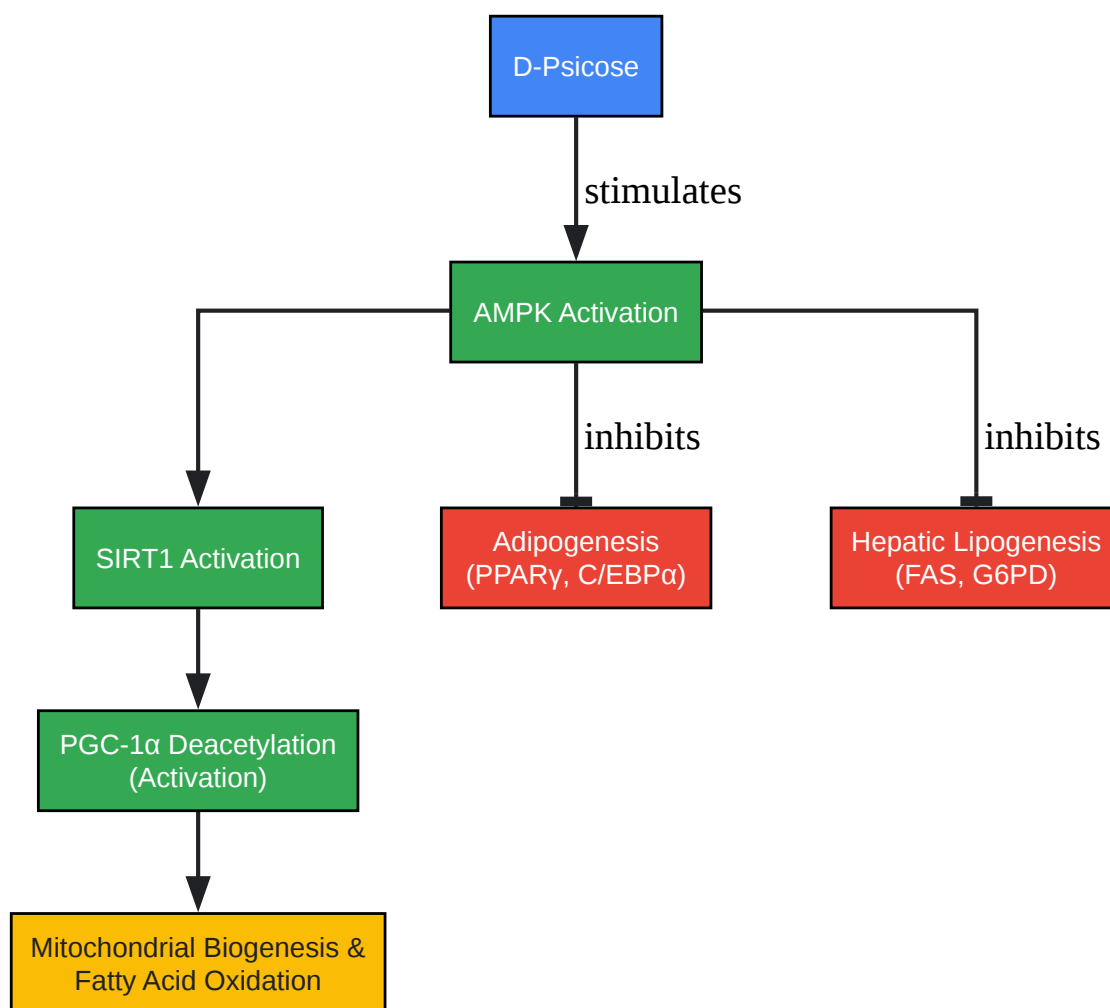 D-Psicose
stimulates
AMPK Activation
inhibits
inhibits
SIRT1 Activation
Adipogenesis
(PPARγ, C/EBPα)
Hepatic Lipogenesis
(FAS, G6PD)
PGC-1α Deacetylation
(Activation)
Mitochondrial Biogenesis &
Fatty Acid Oxidation